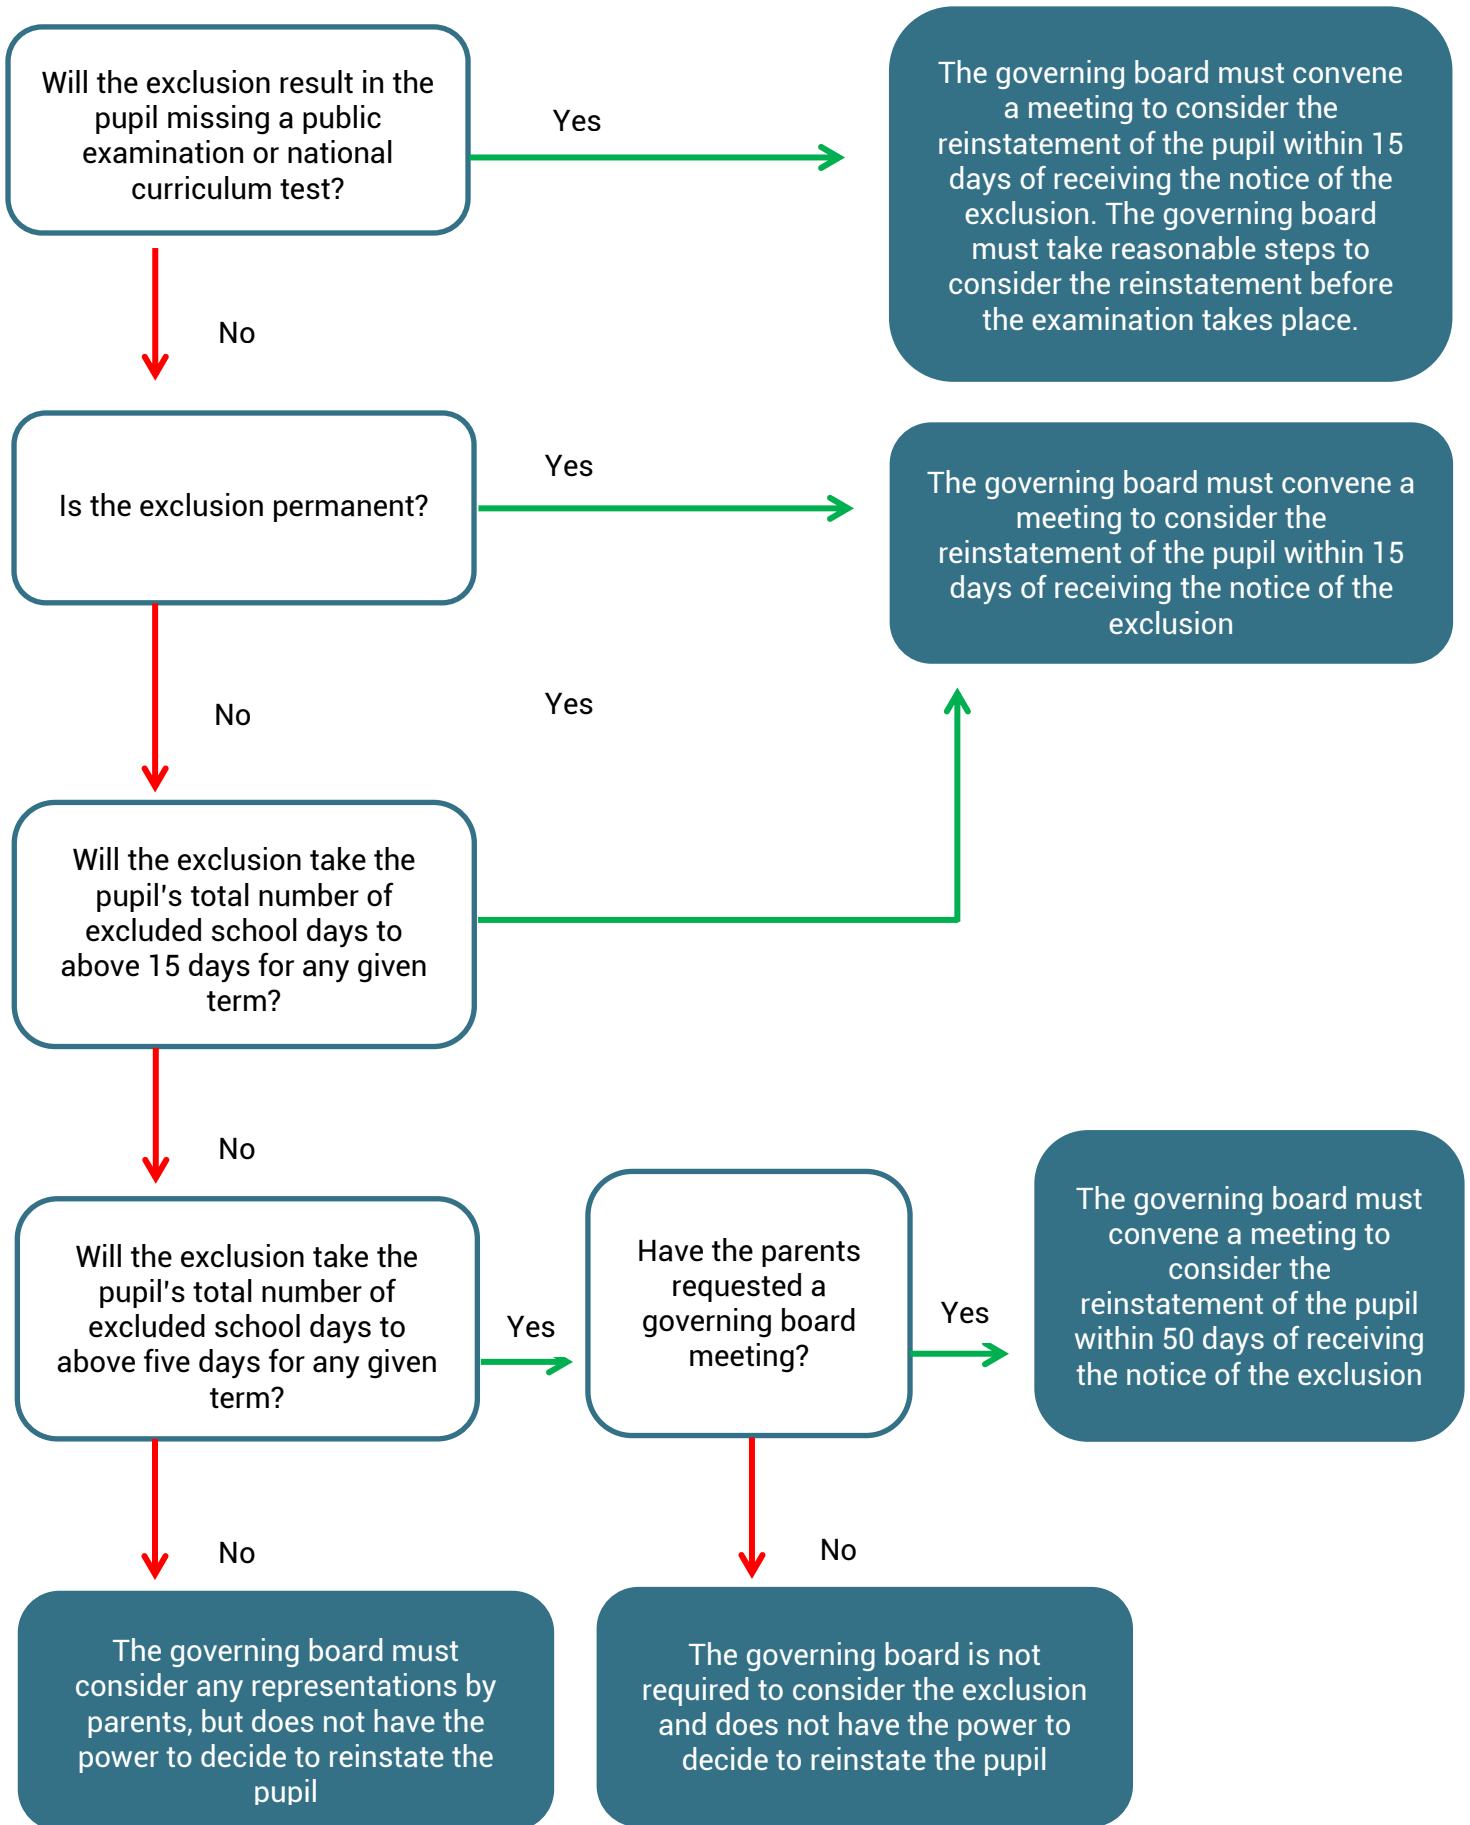 Will the exclusion result in the
pupil missing a public
examination or national
curriculum test?
Yes
The governing board must convene
a meeting to consider the
reinstatement of the pupil within 15
days of receiving the notice of the
exclusion. The governing board
must take reasonable steps to
consider the reinstatement before
the examination takes place.
No
Is the exclusion permanent?
Yes
The governing board must convene a
meeting to consider the
reinstatement of the pupil within 15
days of receiving the notice of the
exclusion
No
Yes
Will the exclusion take the
pupil's total number of
excluded school days to
above 15 days for any given
term?
No
Will the exclusion take the
pupil's total number of
excluded school days to
above five days for any given
term?
Yes
Have the parents
requested a
governing board
meeting?
Yes
The governing board must
convene a meeting to
consider the
reinstatement of the pupil
within 50 days of receiving
the notice of the exclusion
No
No
The governing board must
consider any representations by
parents, but does not have the
power to decide to reinstate the
pupil
The governing board is not
required to consider the exclusion
and does not have the power to
decide to reinstate the pupil